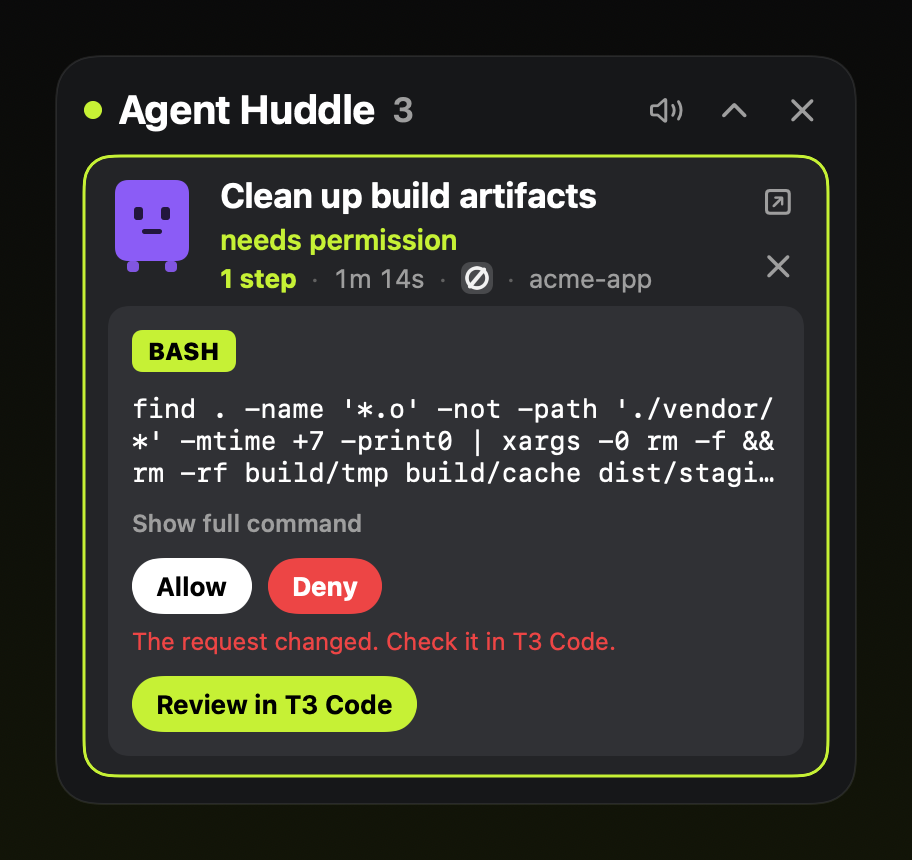 Agent Huddle 3
Clean up build artifacts
needs permission
1 step · 1m 14s · · acme-app
BASH
find . -name '*.o' -not -path './vendor/
*' -mtime +7 -print0 | xargs -0 rm -f &&
rm -rf build/tmp build/cache dist/stagi…
Show full command
Allow Deny
The request changed. Check it in T3 Code.
Review in T3 Code